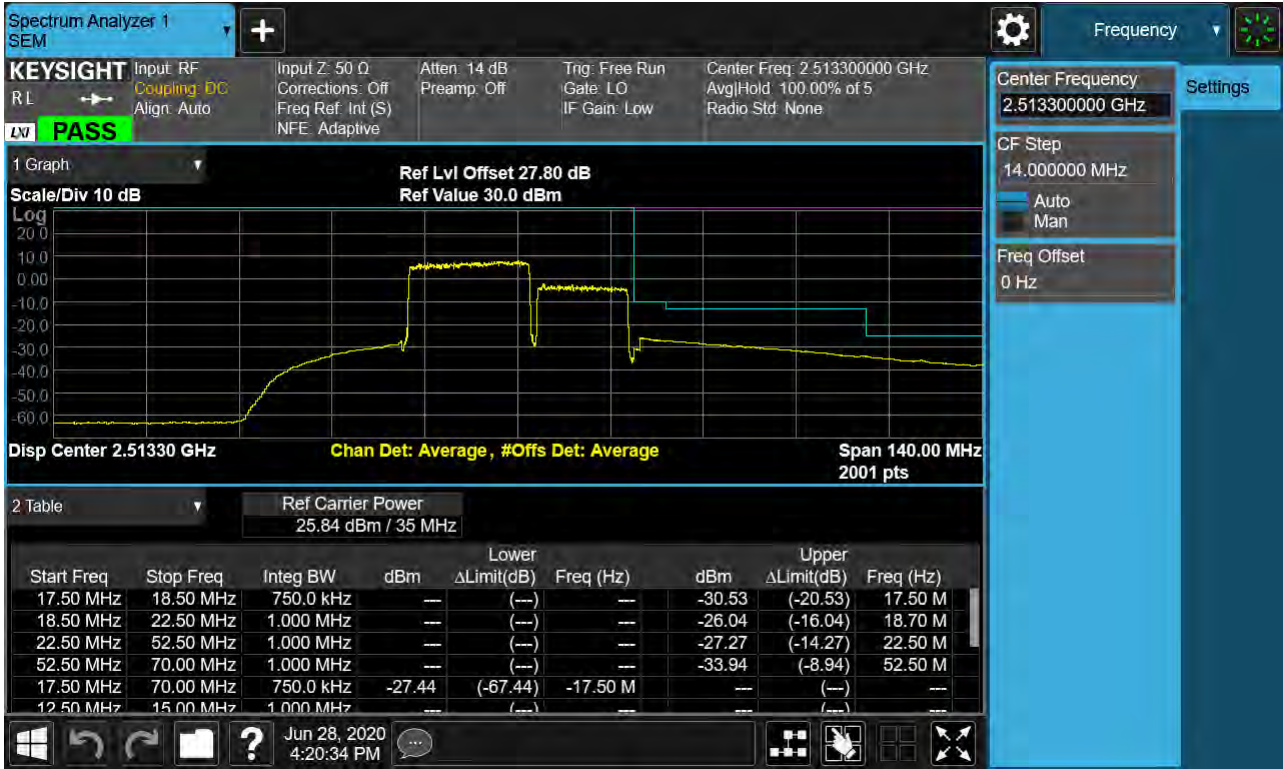 Spectrum Analyzer 1
SEM
Frequency
KEYSIGHT
R L
LXI
PASS
Input: RF
Coupling: DC
Align: Auto
Input Z: 50 Ω
Corrections: Off
Freq Ref: Int (S)
NFE: Adaptive
Atten: 14 dB
Preamp: Off
Trig: Free Run
Gate: LO
IF Gain: Low
Center Freq: 2.513300000 GHz
Avg|Hold: 100.00% of 5
Radio Std: None
Center Frequency
2.513300000 GHz
Settings
CF Step
14.000000 MHz
Auto
Man
Freq Offset
0 Hz
1 Graph
Scale/Div 10 dB
Ref Lvl Offset 27.80 dB
Ref Value 30.0 dBm
Log
20.0
10.0
0.00
-10.0
-20.0
-30.0
-40.0
-50.0
-60.0
Disp Center 2.51330 GHz
Chan Det: Average, #Offs Det: Average
Span 140.00 MHz
2001 pts
2 Table
Ref Carrier Power
25.84 dBm / 35 MHz
Lower Upper
Start Freq Stop Freq Integ BW dBm ΔLimit(dB) Freq (Hz) dBm ΔLimit(dB) Freq (Hz)
17.50 MHz 18.50 MHz 750.0 kHz --- (---) --- -30.53 (-20.53) 17.50 M
18.50 MHz 22.50 MHz 1.000 MHz --- (---) --- -26.04 (-16.04) 18.70 M
22.50 MHz 52.50 MHz 1.000 MHz --- (---) --- -27.27 (-14.27) 22.50 M
52.50 MHz 70.00 MHz 1.000 MHz --- (---) --- -33.94 (-8.94) 52.50 M
17.50 MHz 70.00 MHz 750.0 kHz -27.44 (-67.44) -17.50 M --- (---) ---
12.50 MHz 15.00 MHz 1.000 MHz --- (---) --- --- (---) ---
?
Jun 28, 2020
4:20:34 PM